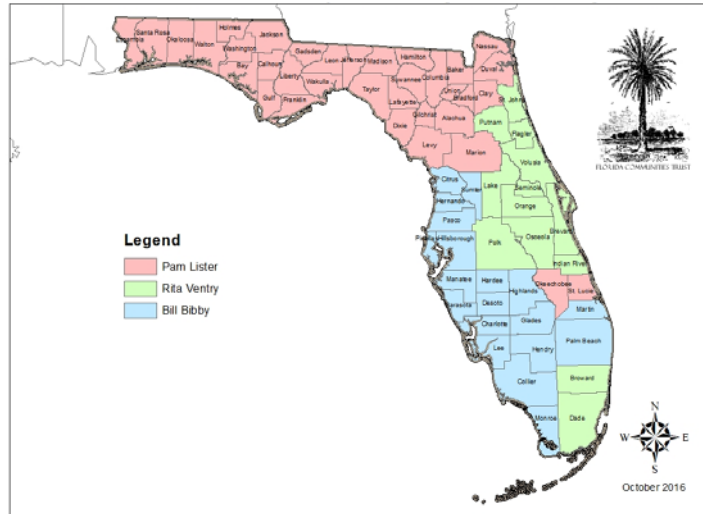 Holmes
Santa Rosa
Jackson
Escambia
Okaloosa
Walton
Washington
Gadsden
Hamilton
Nassau
Leon
Jefferson
Madison
Bay
Calhoun
Liberty
Wakulla
Suwannee
Columbia
Baker
Duval
Gulf
Franklin
Taylor
Lafayette
Union
Bradford
Clay
St. Johns
Gilchrist
Alachua
Putnam
Dixie
Flagler
Levy
Marion
Volusia
Citrus
Sumter
Lake
Seminole
Hernando
Orange
Pasco
Brevard
Osceola
Polk
Pinellas
Hillsborough
Indian River
Manatee
Hardee
Highlands
Okeechobee
St. Lucie
Sarasota
Desoto
Martin
Charlotte
Glades
Lee
Hendry
Palm Beach
Collier
Broward
Monroe
Dade
FLORIDA COMMUNITIES TRUST
Legend
Pam Lister
Rita Ventry
Bill Bibby
N
W
E
S
October 2016